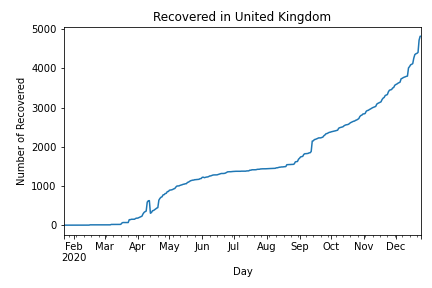 Recovered in United Kingdom
Number of Recovered
5000
4000
3000
2000
1000
0
Feb Mar Apr May Jun Jul Aug Sep Oct Nov Dec
2020
Day